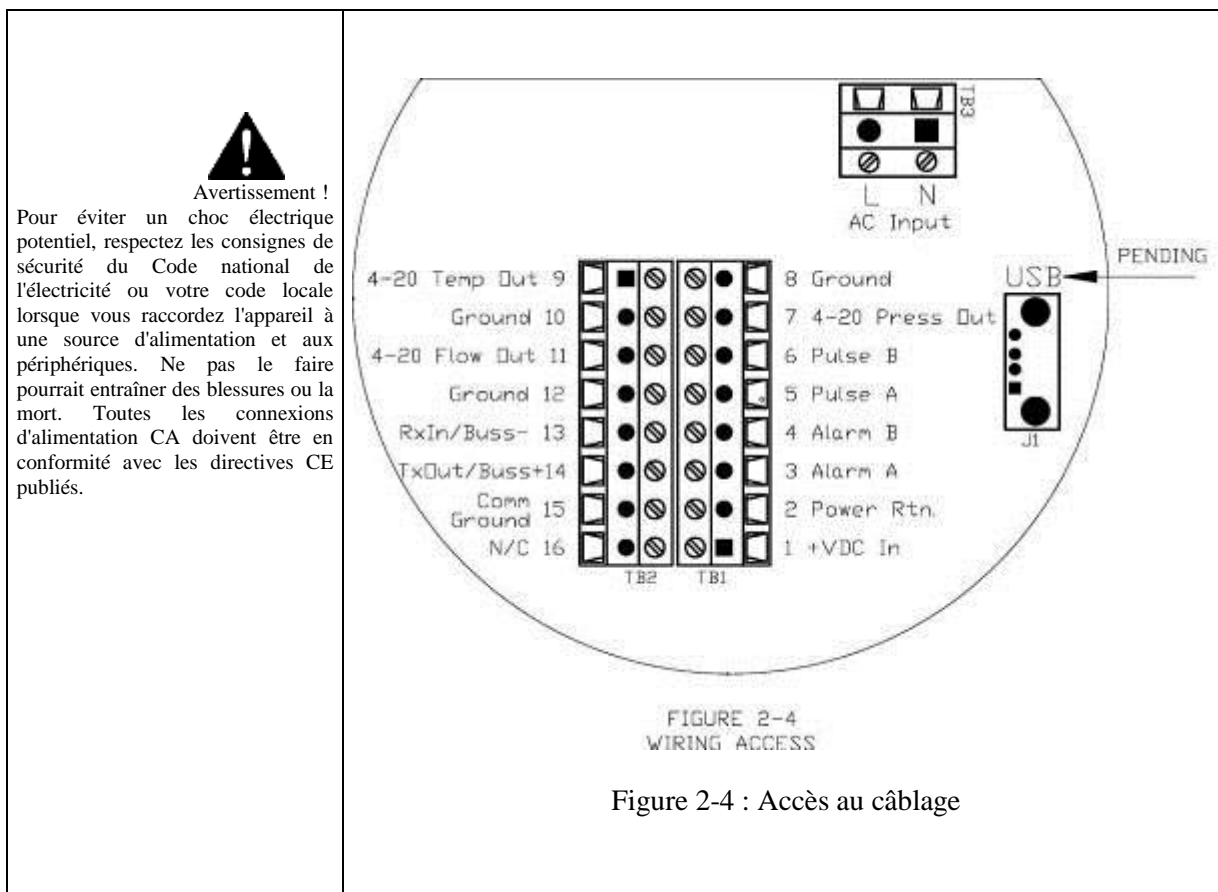 Avertissement !
Pour éviter un choc électrique
potentiel, respectez les consignes de
sécurité du Code national de
l'électricité ou votre code locale
lorsque vous raccordez l'appareil à
une source d'alimentation et aux
périphériques. Ne pas le faire
pourrait entraîner des blessures ou la
mort. Toutes les connexions
d'alimentation CA doivent être en
conformité avec les directives CE
publiés.
TB3
L N
AC Input
PENDING
USB
J1
4-20 Temp Out 9
Ground 10
4-20 Flow Out 11
Ground 12
RxIn/Buss- 13
TxOut/Buss+14
Comm
Ground 15
N/C 16
8 Ground
7 4-20 Press Out
6 Pulse B
5 Pulse A
4 Alarm B
3 Alarm A
2 Power Rtn.
1 +VDC In
TB2 TB1
FIGURE 2-4
WIRING ACCESS
Figure 2-4 : Accès au câblage